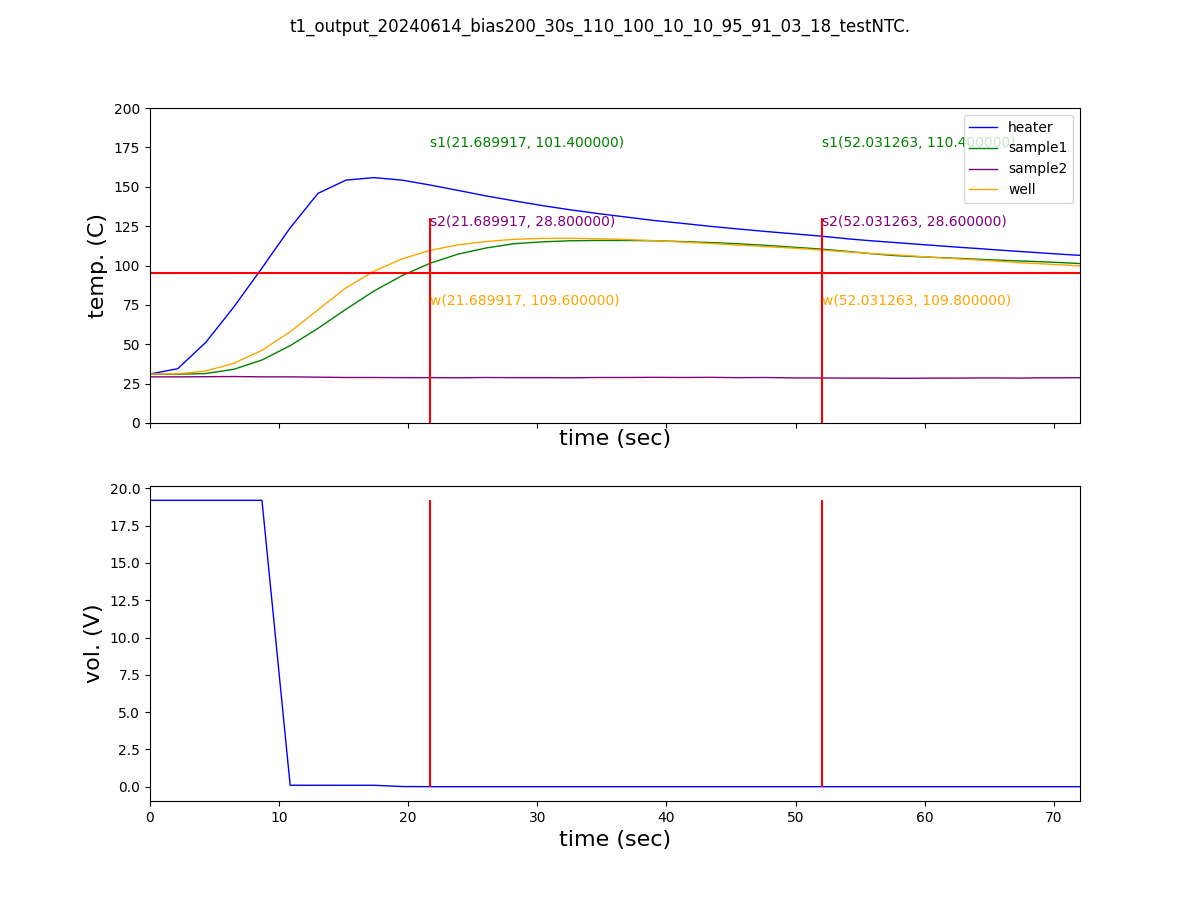 t1_output_20240614_bias200_30s_110_100_10_10_95_91_03_18_testNTC.
200
175
150
125
100
75
50
25
0
temp. (C)
s1(21.689917, 101.400000)
s1(52.031263, 110.400000)
heater
sample1
sample2
well
s2(21.689917, 28.800000)
s2(52.031263, 28.600000)
w(21.689917, 109.600000)
w(52.031263, 109.800000)
time (sec)
20.0
17.5
15.0
12.5
10.0
7.5
5.0
2.5
0.0
vol. (V)
0 10 20 30 40 50 60 70
time (sec)